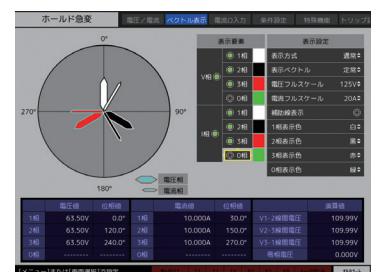 ホールド急変 電圧／電流 ベクトル表示 電流0入力 条件設定 特殊機能 トリップ
0°
90°
180°
270°
電圧相
電流相
表示要素 表示設定
V相 1相 表示方式 通常
2相 表示ベクトル 定常
3相 電圧フルスケール 125V
0相 電流フルスケール 20A
I相 1相 補助線表示
2相 1相表示色 白
3相 2相表示色 黒
0相 3相表示色 赤
0相表示色 緑
電圧値 位相値 電流値 位相値 演算値
1相 63.50V 0.0° 1相 10.000A 30.0° V1-2線間電圧 109.99V
2相 63.50V 120.0° 2相 10.000A 150.0° V2-3線間電圧 109.99V
3相 63.50V 240.0° 3相 10.000A 270.0° V3-1線間電圧 109.99V
0相 -------- -------- 0相 -------- -------- 零相電圧 0.000V